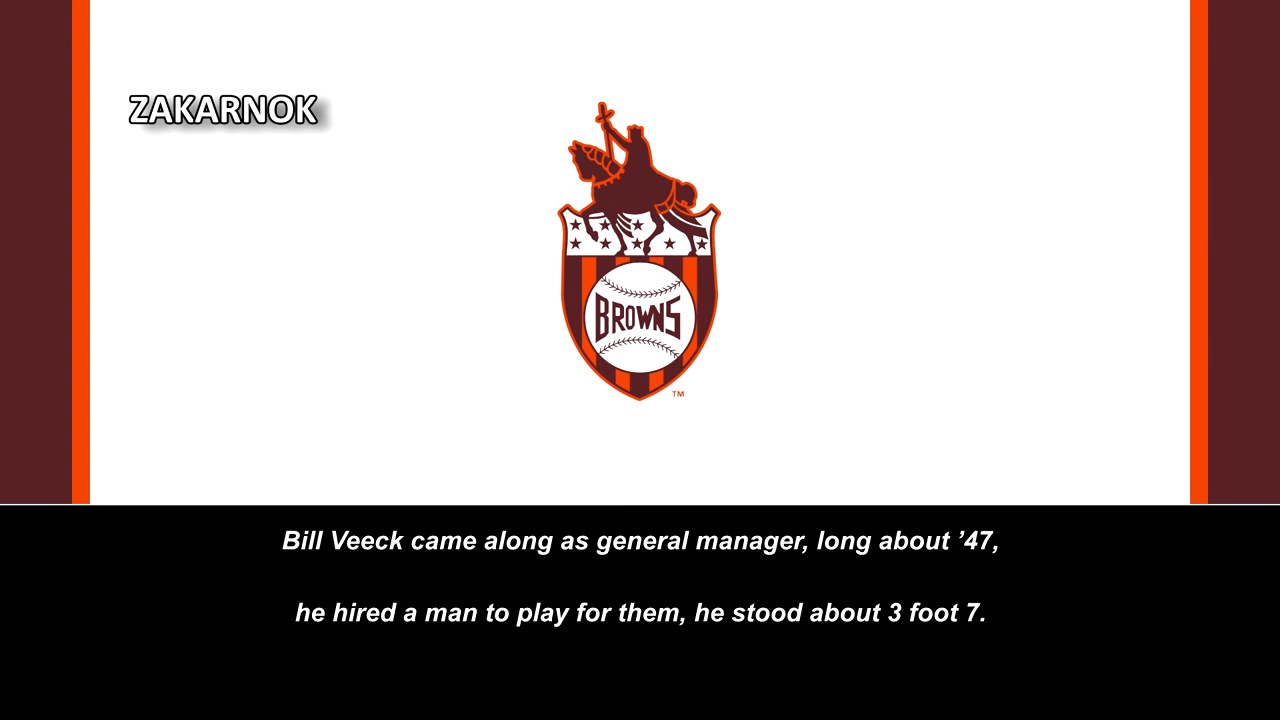 ZAKARNOK
BROWNS
TM
Bill Veeck came along as general manager, long about ’47,
he hired a man to play for them, he stood about 3 foot 7.